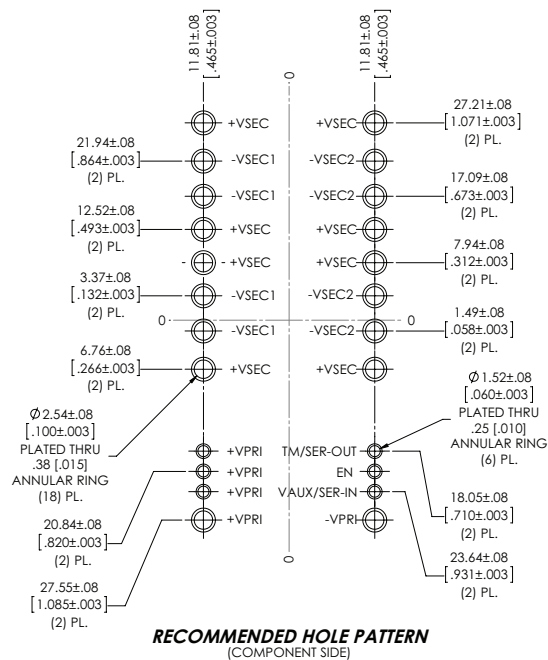 11.81±.08
[.465±.003]
11.81±.08
[.465±.003]
0
+VSEC
+VSEC
27.21±.08
[1.071±.003]
(2) PL.
21.94±.08
[.864±.003]
(2) PL.
-VSEC1
-VSEC2
17.09±.08
[.673±.003]
(2) PL.
-VSEC1
-VSEC2
12.52±.08
[.493±.003]
(2) PL.
+VSEC
+VSEC
7.94±.08
[.312±.003]
(2) PL.
+VSEC
+VSEC
3.37±.08
[.132±.003]
(2) PL.
-VSEC1
-VSEC2
1.49±.08
[.058±.003]
(2) PL.
0
-VSEC1
-VSEC2
0
6.76±.08
[.266±.003]
(2) PL.
+VSEC
+VSEC
Ø2.54±.08
[.100±.003]
PLATED THRU
.38 [.015]
ANNULAR RING
(18) PL.
Ø1.52±.08
[.060±.003]
PLATED THRU
.25 [.010]
ANNULAR RING
(6) PL.
+VPRI
TM/SER-OUT
+VPRI
EN
+VPRI
VAUX/SER-IN
18.05±.08
[.710±.003]
(2) PL.
20.84±.08
[.820±.003]
(2) PL.
+VPRI
-VPRI
23.64±.08
[.931±.003]
(2) PL.
27.55±.08
[1.085±.003]
(2) PL.
0
RECOMMENDED HOLE PATTERN
(COMPONENT SIDE)